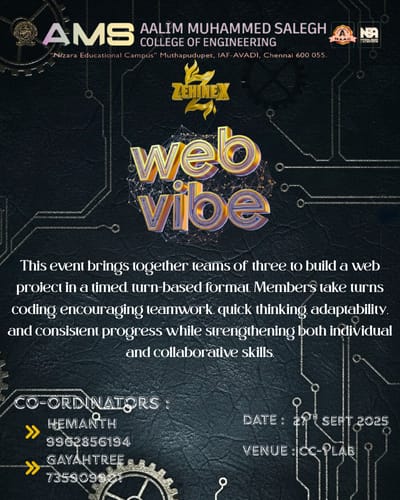 AMS AALIM MUHAMMED SALEGH
COLLEGE OF ENGINEERING
"Nizara Educational Campus" Muthapudupet, IAF-AVADI, Chennai 600 055.
NBA
ZEHINEX
web
vibe
This event brings together teams of three to build a web
project in a timed, turn-based format. Members take turns
coding, encouraging teamwork, quick thinking, adaptability,
and consistent progress while strengthening both individual
and collaborative skills.
CO-ORDINATORS :
HEMANTH
9962856194
GAYAHTREE
DATE : 27TH SEPT 2025
VENUE : CC-1 LAB